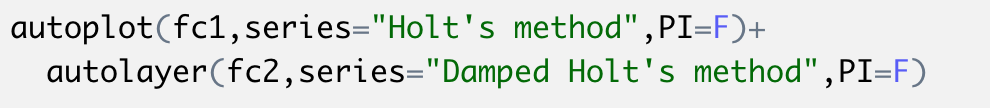 autoplot(fc1,series="Holt's method",PI=F)+
  autolayer(fc2,series="Damped Holt's method",PI=F)